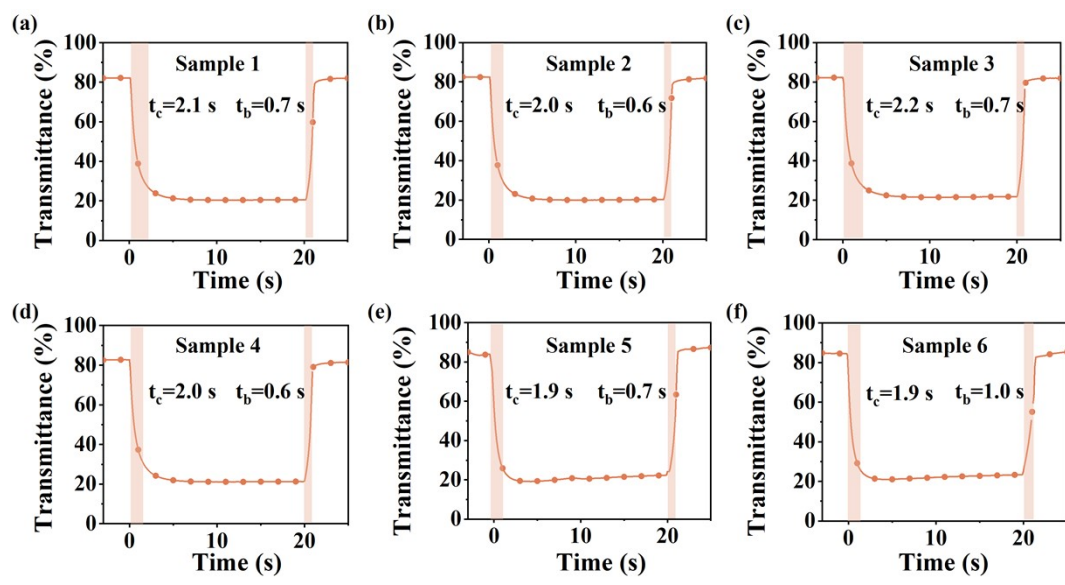 (a)
Transmittance (%)
100
80
60
40
20
0
Sample 1
tc=2.1 s tb=0.7 s
0 10 20
Time (s)
(b)
Transmittance (%)
100
80
60
40
20
0
Sample 2
tc=2.0 s tb=0.6 s
0 10 20
Time (s)
(c)
Transmittance (%)
100
80
60
40
20
0
Sample 3
tc=2.2 s tb=0.7 s
0 10 20
Time (s)
(d)
Transmittance (%)
100
80
60
40
20
0
Sample 4
tc=2.0 s tb=0.6 s
0 10 20
Time (s)
(e)
Transmittance (%)
100
80
60
40
20
0
Sample 5
tc=1.9 s tb=0.7 s
0 10 20
Time (s)
(f)
Transmittance (%)
100
80
60
40
20
0
Sample 6
tc=1.9 s tb=1.0 s
0 10 20
Time (s)